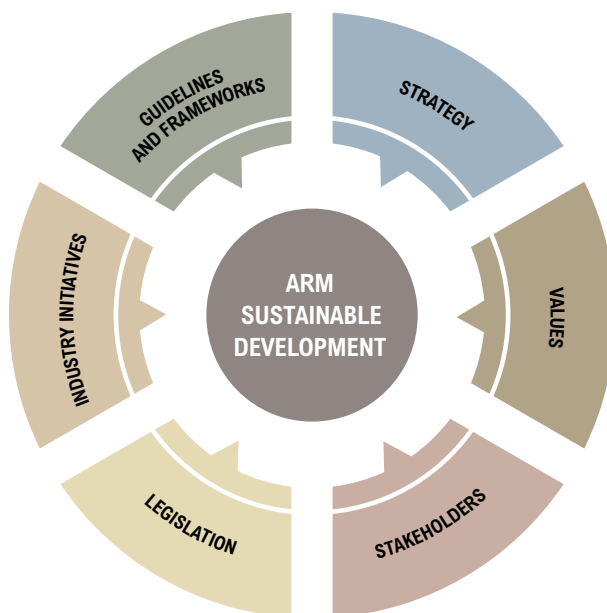 GUIDELINES
AND FRAMEWORKS
STRATEGY
INDUSTRY INITIATIVES
ARM
SUSTAINABLE
DEVELOPMENT
VALUES
LEGISLATION
STAKEHOLDERS